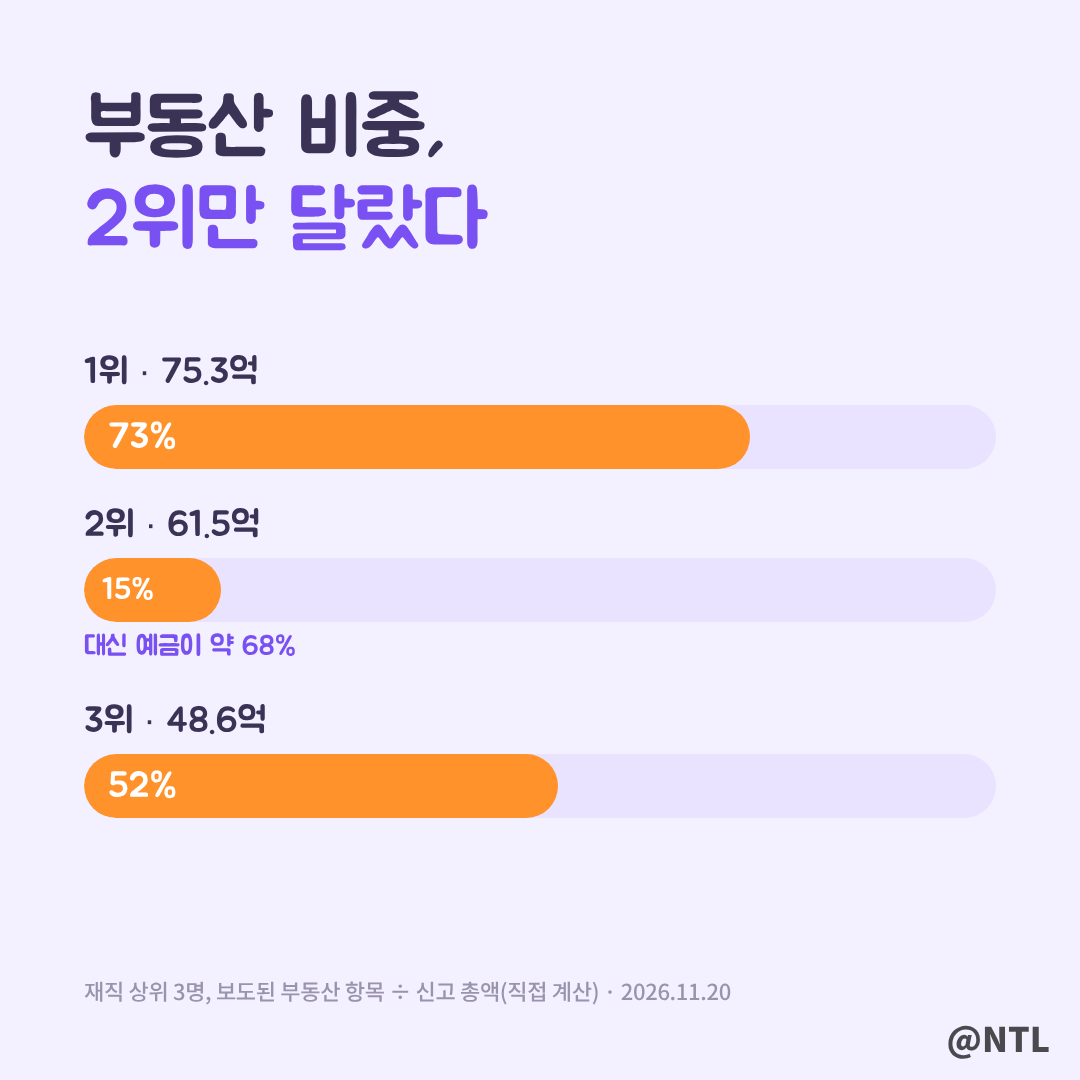 부동산 비중,
2위만 달랐다
1위 · 75.3억
73%
2위 · 61.5억
15%
대신 예금이 약 68%
3위 · 48.6억
52%
재직 상위 3명, 보도된 부동산 항목 ÷ 신고 총액(직접 계산) · 2026.11.20
@NTL